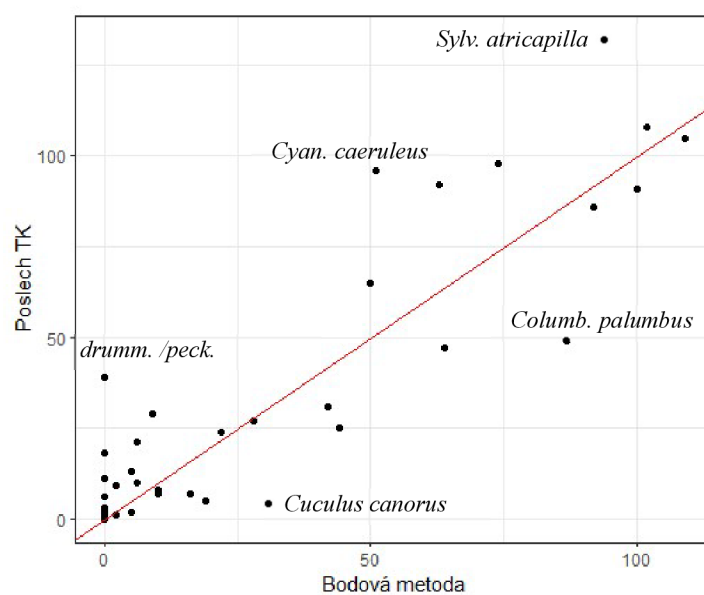 Sylv. atricapilla
Cyan. caeruleus
100
Poslech TK
Columb. palumbus
50
drumm. /peck.
Cuculus canorus
0
0
50
100
Bodová metoda